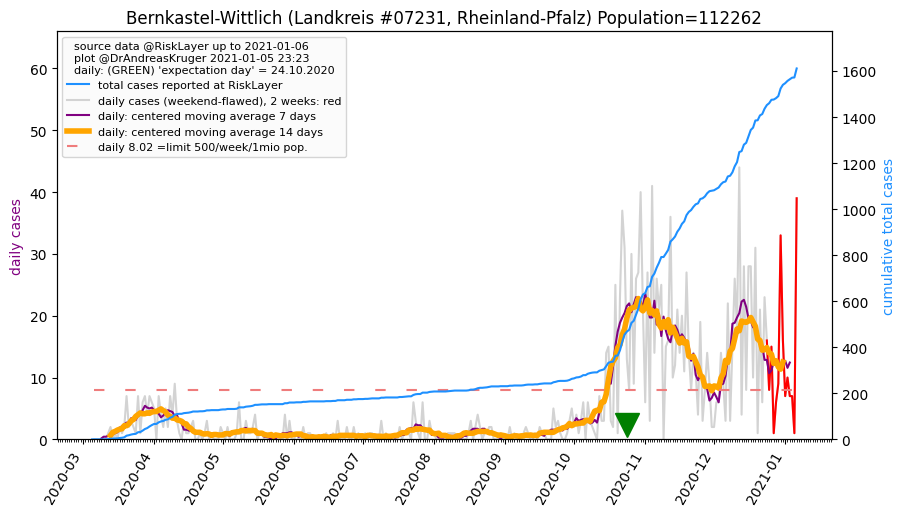 Bernkastel-Wittlich (Landkreis #07231, Rheinland-Pfalz) Population=112262
source data @RiskLayer up to 2021-01-06
plot @DrAndreasKruger 2021-01-05 23:23
daily: (GREEN) 'expectation day' = 24.10.2020
total cases reported at RiskLayer
daily cases (weekend-flawed), 2 weeks: red
daily: centered moving average 7 days
daily: centered moving average 14 days
daily 8.02 =limit 500/week/1mio pop.
daily cases
60
50
40
30
20
10
0
cumulative total cases
1600
1400
1200
1000
800
600
400
200
0
2020-03
2020-04
2020-05
2020-06
2020-07
2020-08
2020-09
2020-10
2020-11
2020-12
2021-01